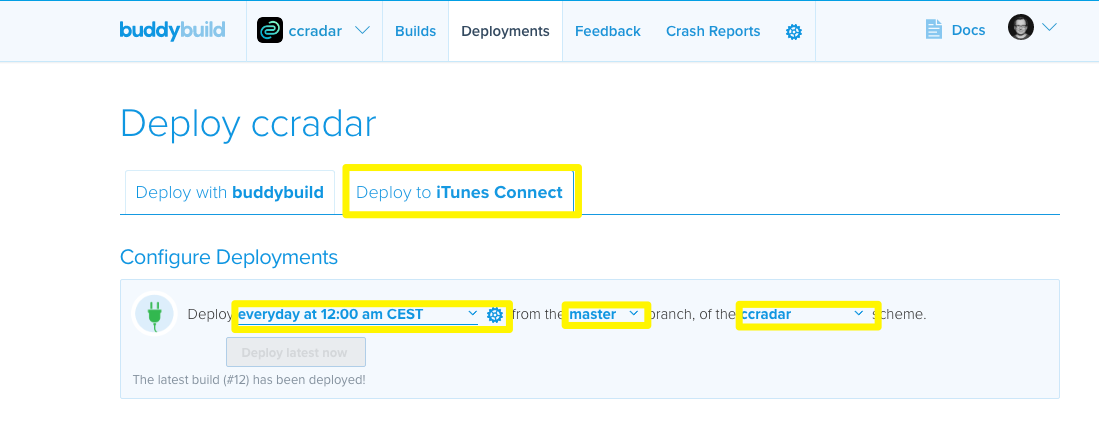 buddybuild ccradar Builds Deployments Feedback Crash Reports Docs
Deploy ccradar
Deploy with buddybuild Deploy to iTunes Connect
Configure Deployments
Deploy everyday at 12:00 am CEST from the master branch, of the ccradar scheme.
Deploy latest now
The latest build (#12) has been deployed!